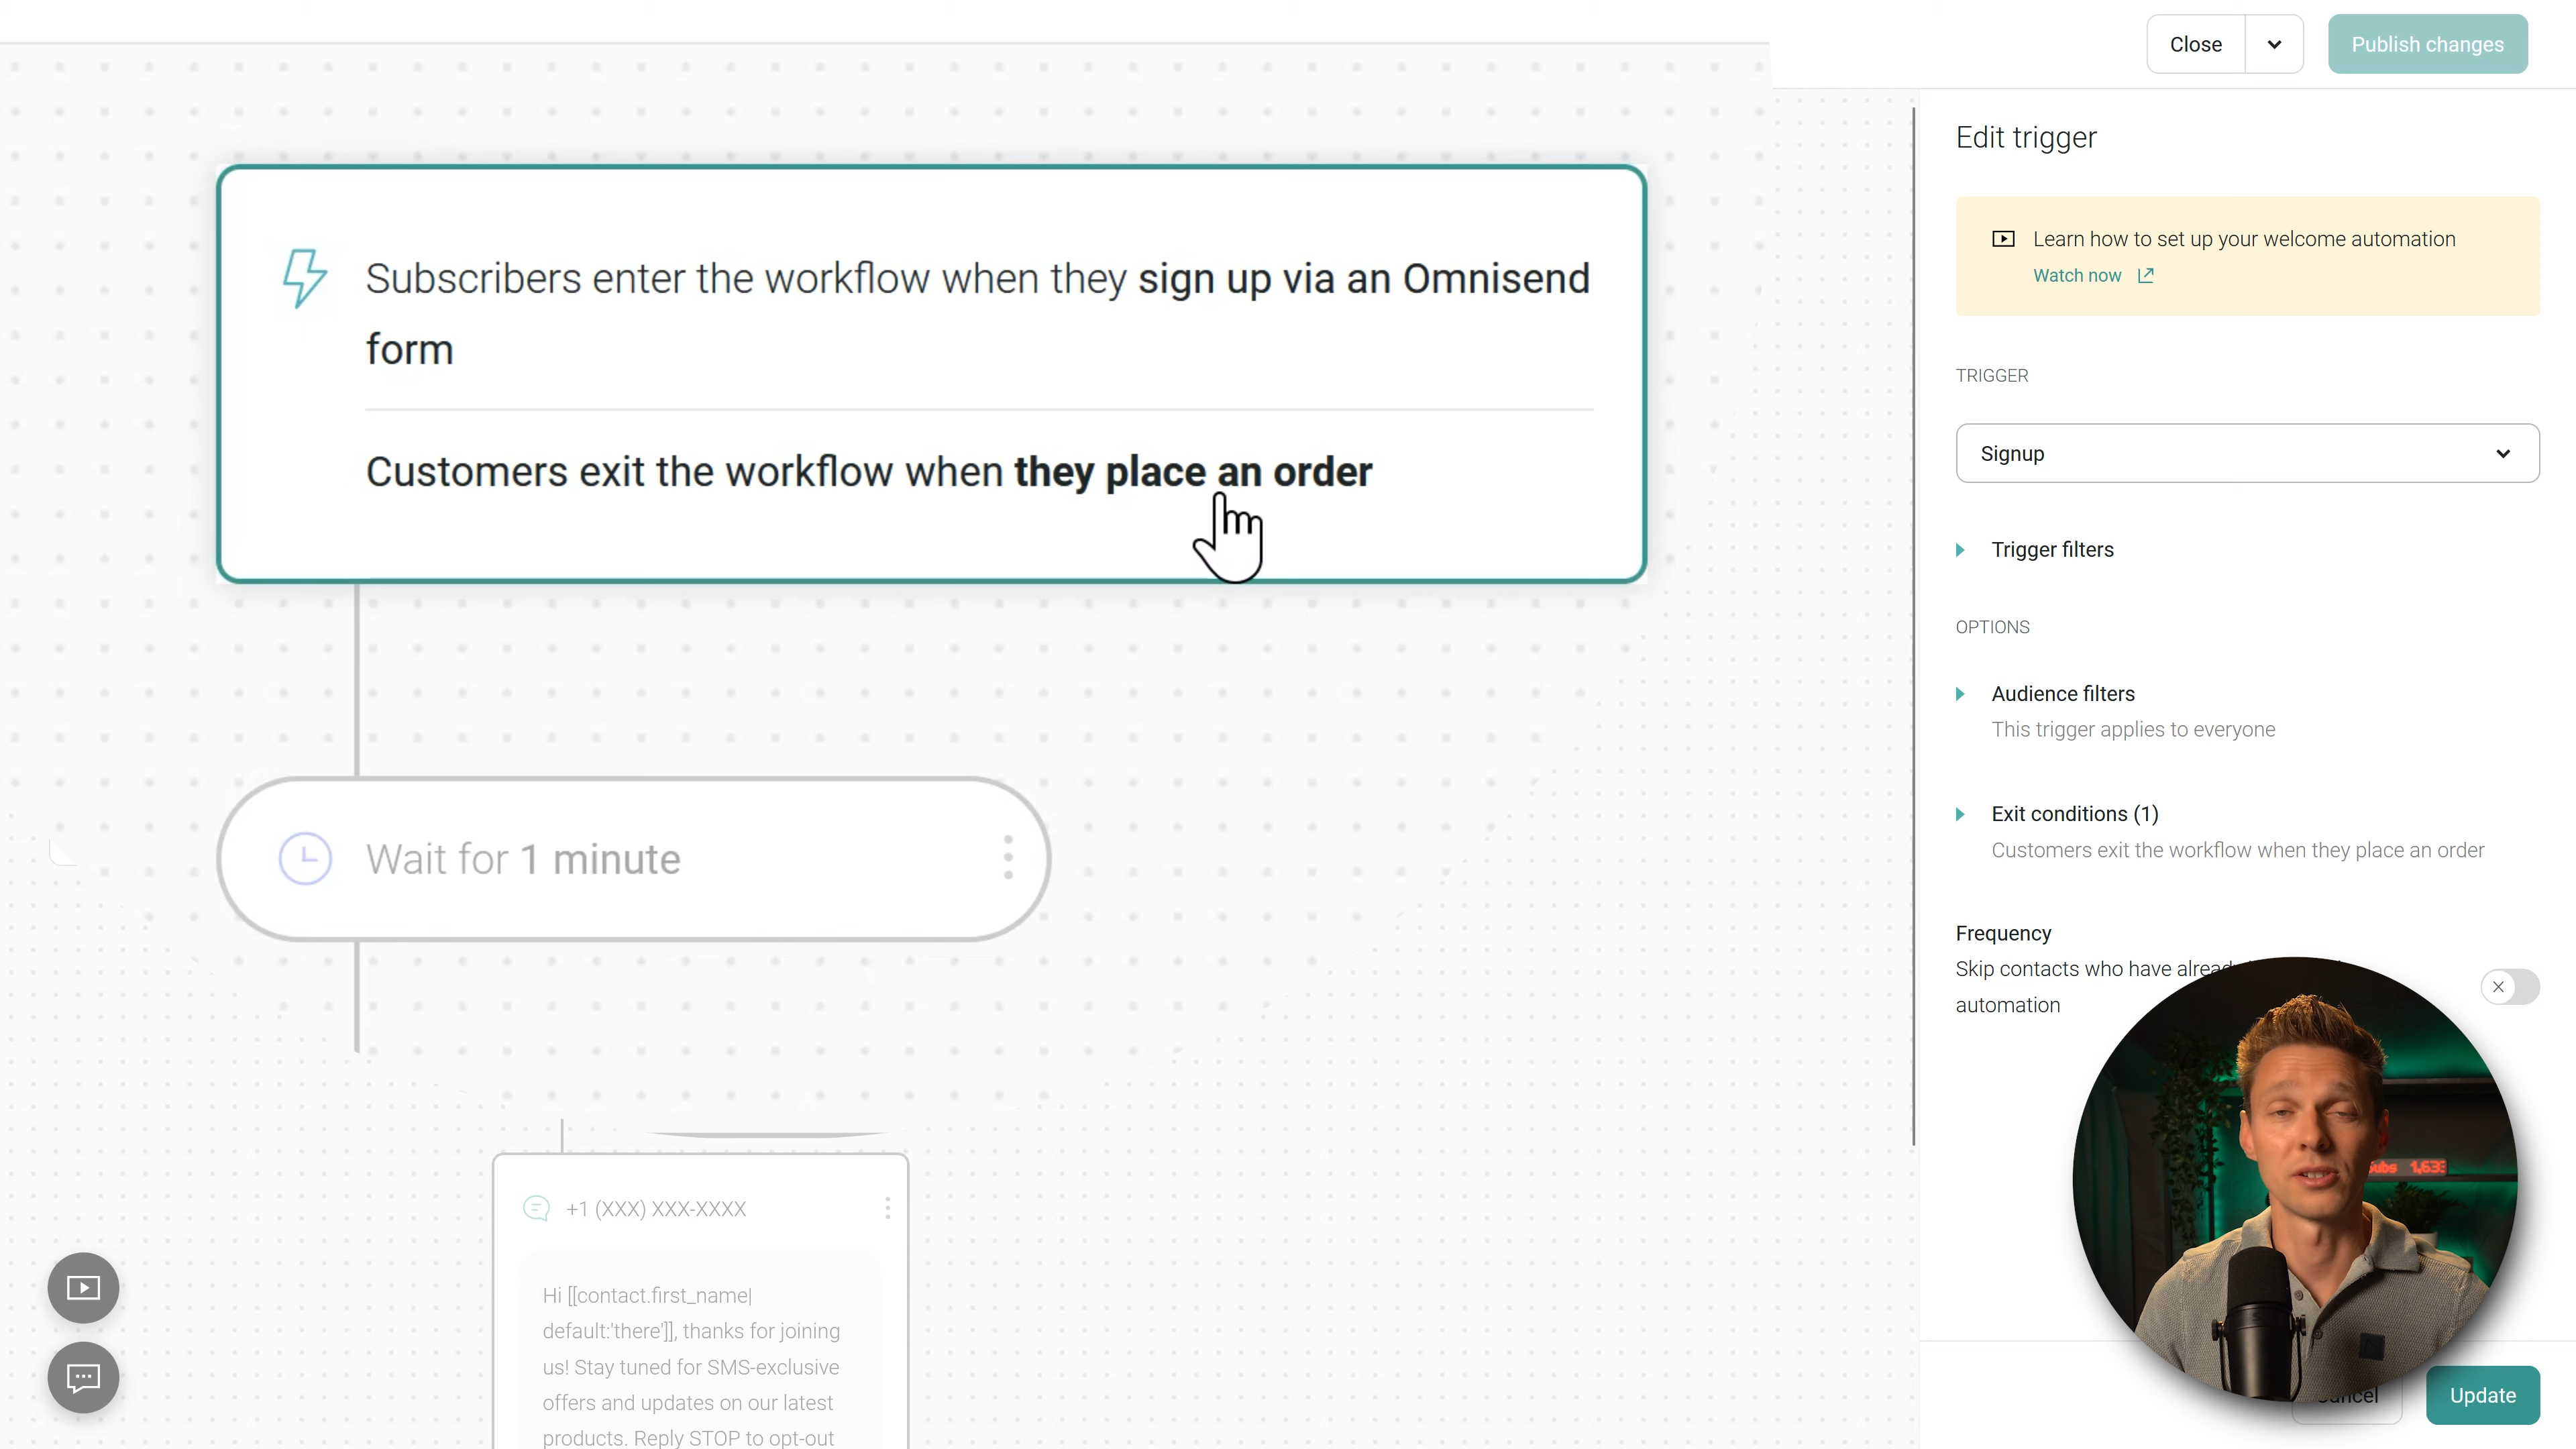 Close
Publish changes
Edit trigger
Learn how to set up your welcome automation
Watch now
TRIGGER
Signup
Trigger filters
OPTIONS
Audience filters
This trigger applies to everyone
Exit conditions (1)
Customers exit the workflow when they place an order
Frequency
Skip contacts who have
automation
Update
Subscribers enter the workflow when they sign up via an Omnisend
form
Customers exit the workflow when they place an order
Wait for 1 minute
+1 (XXX) XXX-XXXX
Hi [[contact.first_name|
default:'there']], thanks for joining
us! Stay tuned for SMS-exclusive
offers and updates on our latest
products. Reply STOP to opt-out